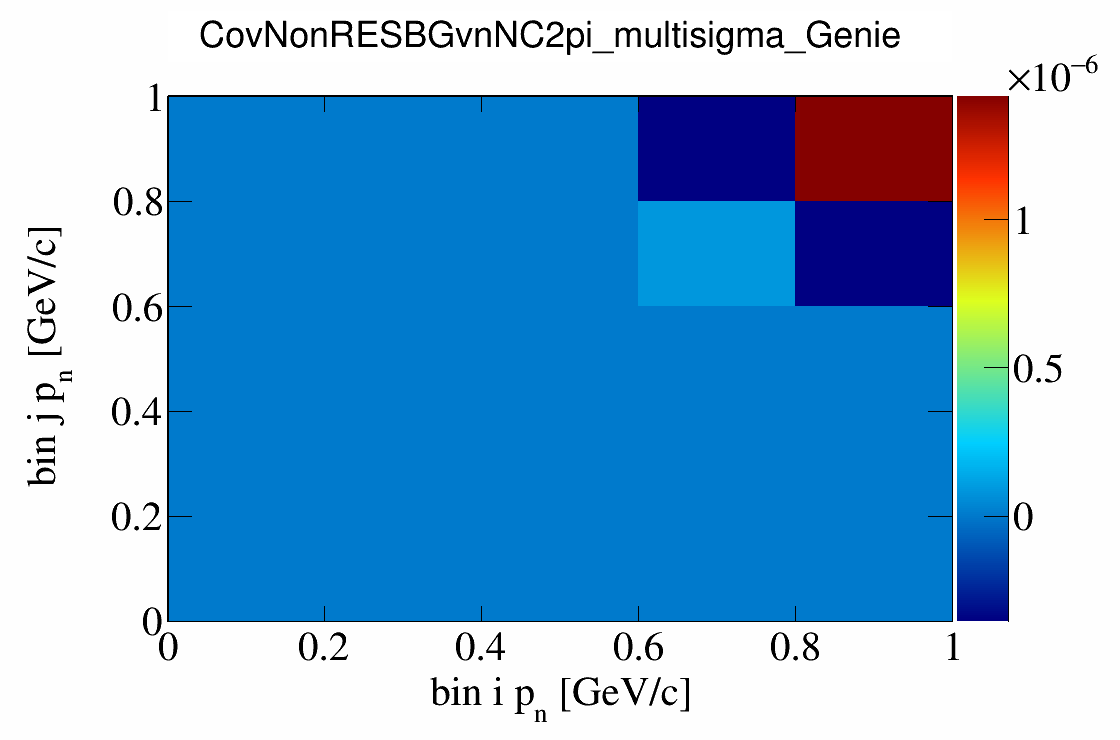 CovNonRESBGvnNC2pi_multisigma_Genie
×10⁻⁶
1
0.8
0.6
0.4
0.2
0
0 0.2 0.4 0.6 0.8 1
bin j pₙ [GeV/c]
bin i pₙ [GeV/c]
1
0.5
0